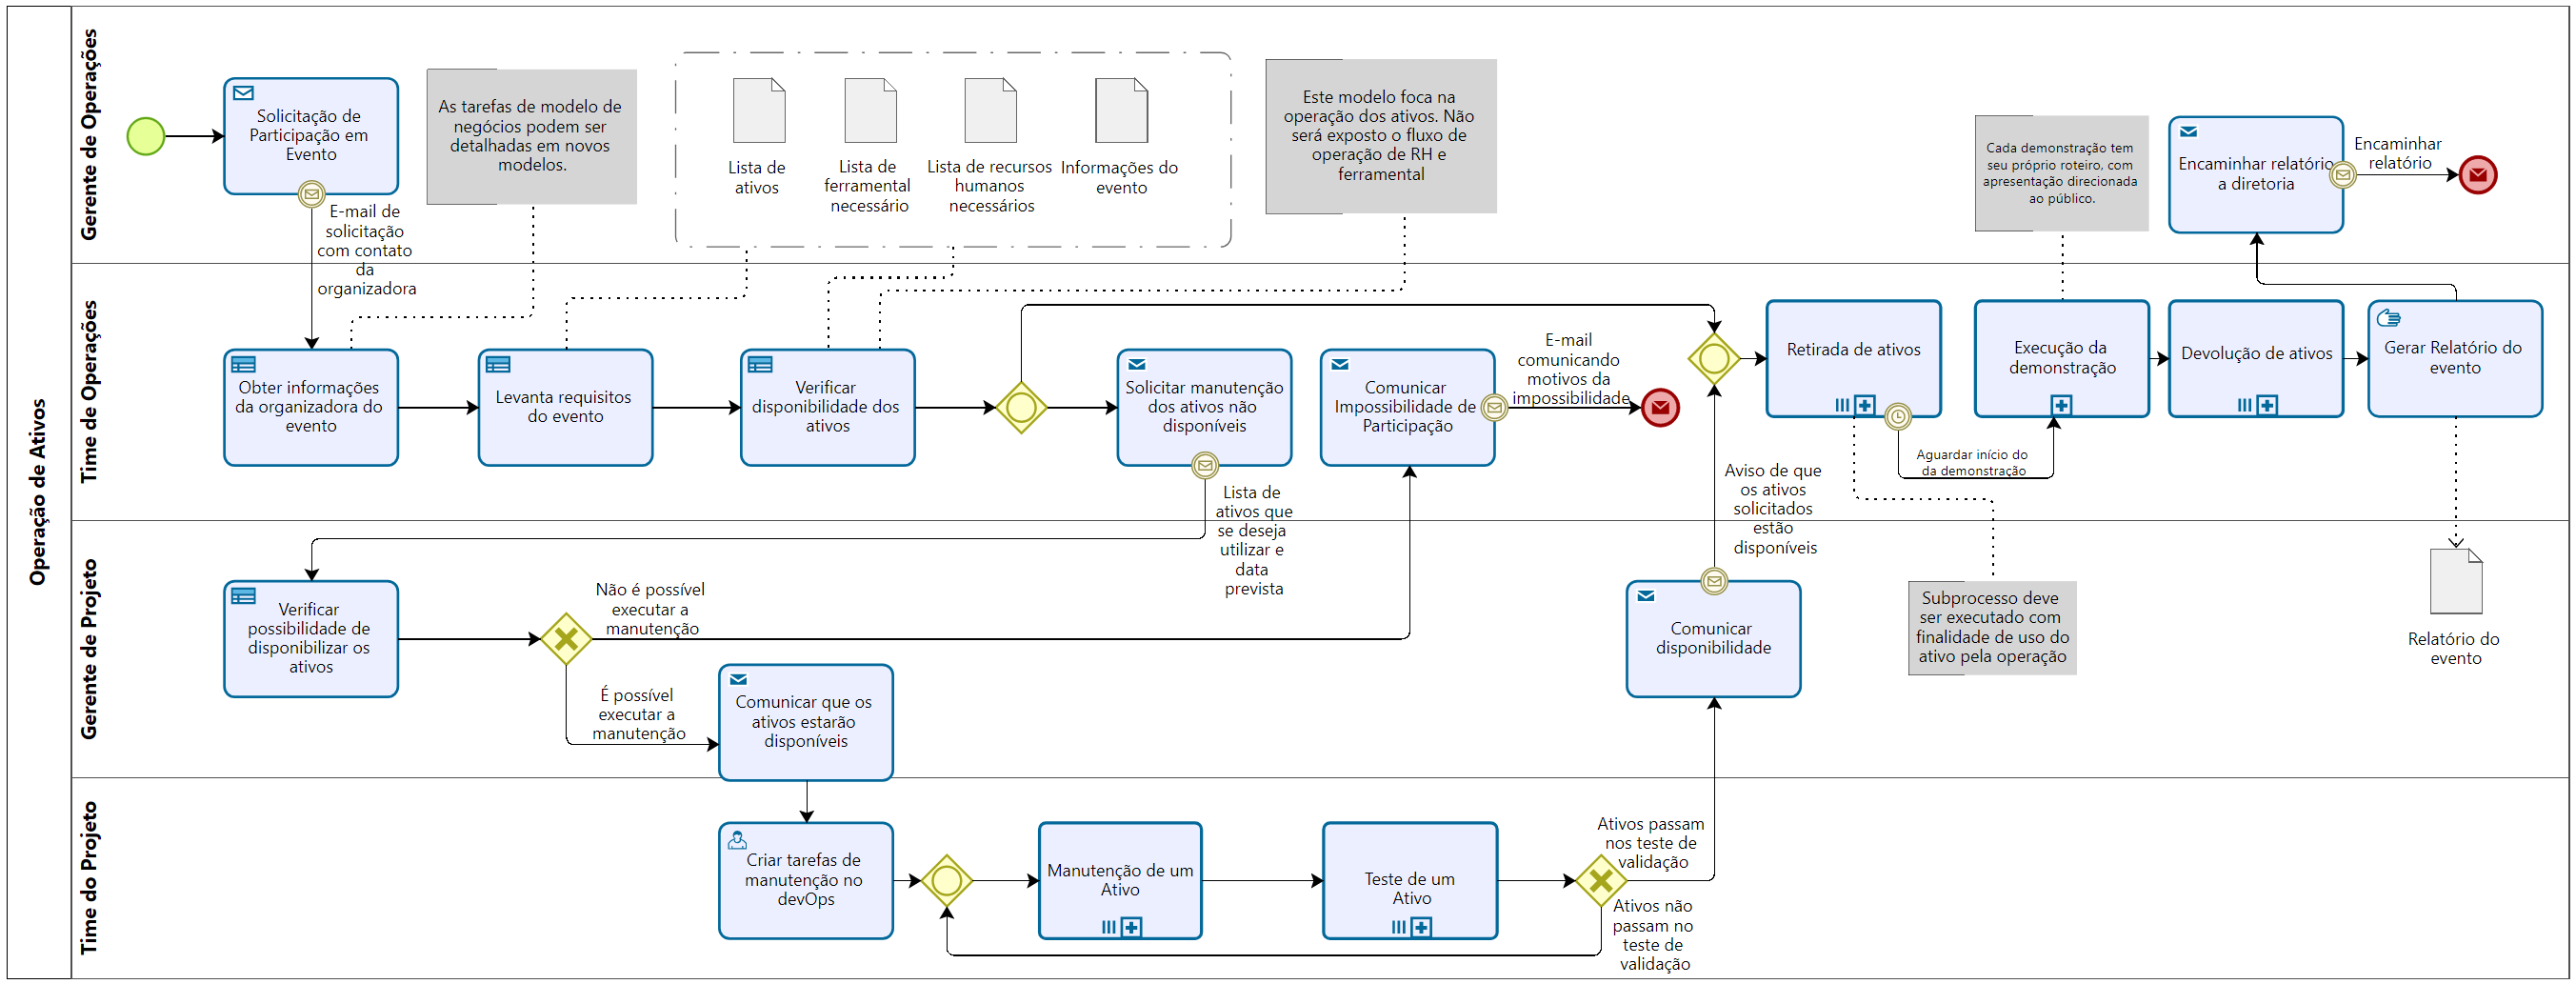 Operação de Ativos
Gerente de Operações
Solicitação de
Participação em
Evento
E-mail de
solicitação
com contato
da
organizadora
As tarefas de modelo de
negócios podem ser
detalhadas em novos
modelos.
Lista de
ativos
Lista de
ferramental
necessário
Lista de recursos
humanos
necessários
Informações do
evento
Este modelo foca na
operação dos ativos. Não
será exposto o fluxo de
operação de RH e
ferramental
Cada demonstração tem
seu próprio roteiro, com
apresentação direcionada
ao público.
Encaminhar relatório
a diretoria
Encaminhar
relatório
Time de Operações
Obter informações
da organizadora do
evento
Levanta requisitos
do evento
Verificar
disponibilidade dos
ativos
Solicitar manutenção
dos ativos não
disponíveis
Lista de
ativos que
se deseja
utilizar e
data
prevista
Comunicar
Impossibilidade de
Participação
E-mail
comunicando
motivos da
impossibilidade
Retirada de ativos
Aguardar início do
da demonstração
Execução da
demonstração
Devolução de ativos
Gerar Relatório do
evento
Gerente de Projeto
Verificar
possibilidade de
disponibilizar os
ativos
Não é possível
executar a
manutenção
É possível
executar a
manutenção
Comunicar que os
ativos estarão
disponíveis
Aviso de que
os ativos
solicitados
estão
disponíveis
Comunicar
disponibilidade
Subprocesso deve
ser executado com
finalidade de uso do
ativo pela operação
Relatório do
evento
Time do Projeto
Criar tarefas de
manutenção no
devOps
Manutenção de um
Ativo
Teste de um
Ativo
Ativos passam
nos teste de
validação
Ativos não
passam no
teste de
validação